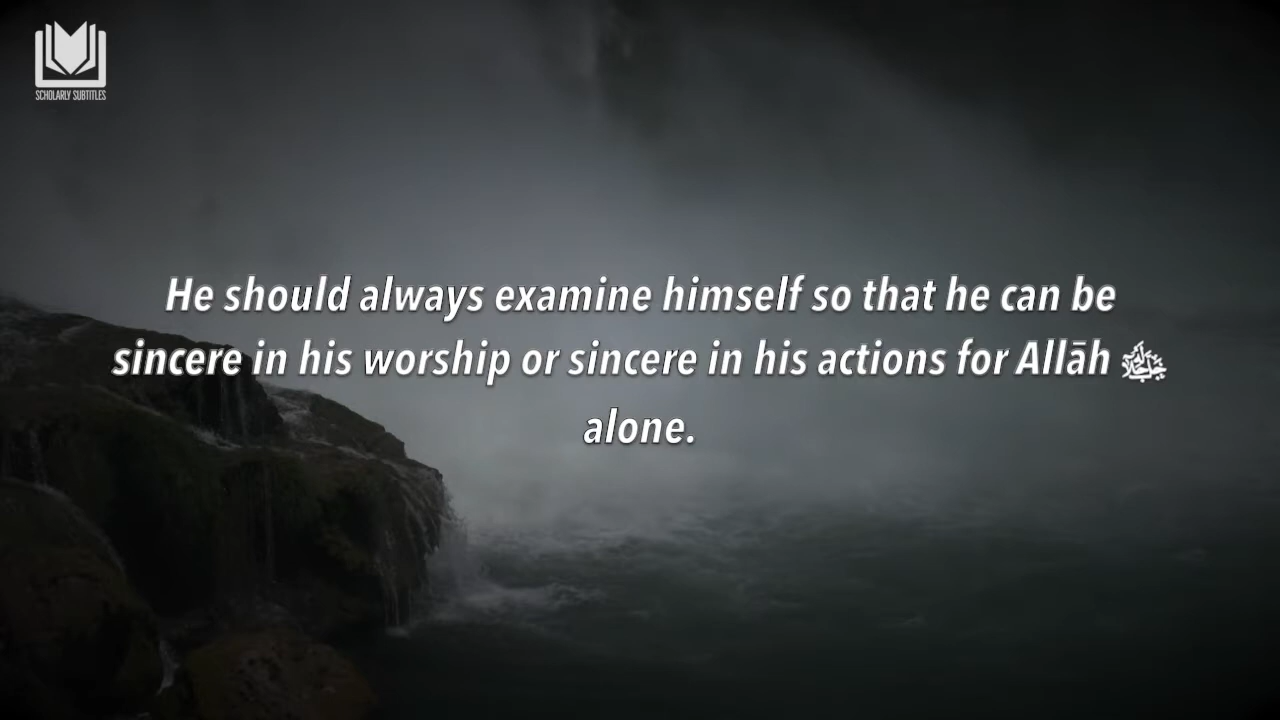 SCHOLARLY SUBTITLES
He should always examine himself so that he can be
sincere in his worship or sincere in his actions for Allāh ﷻ
alone.